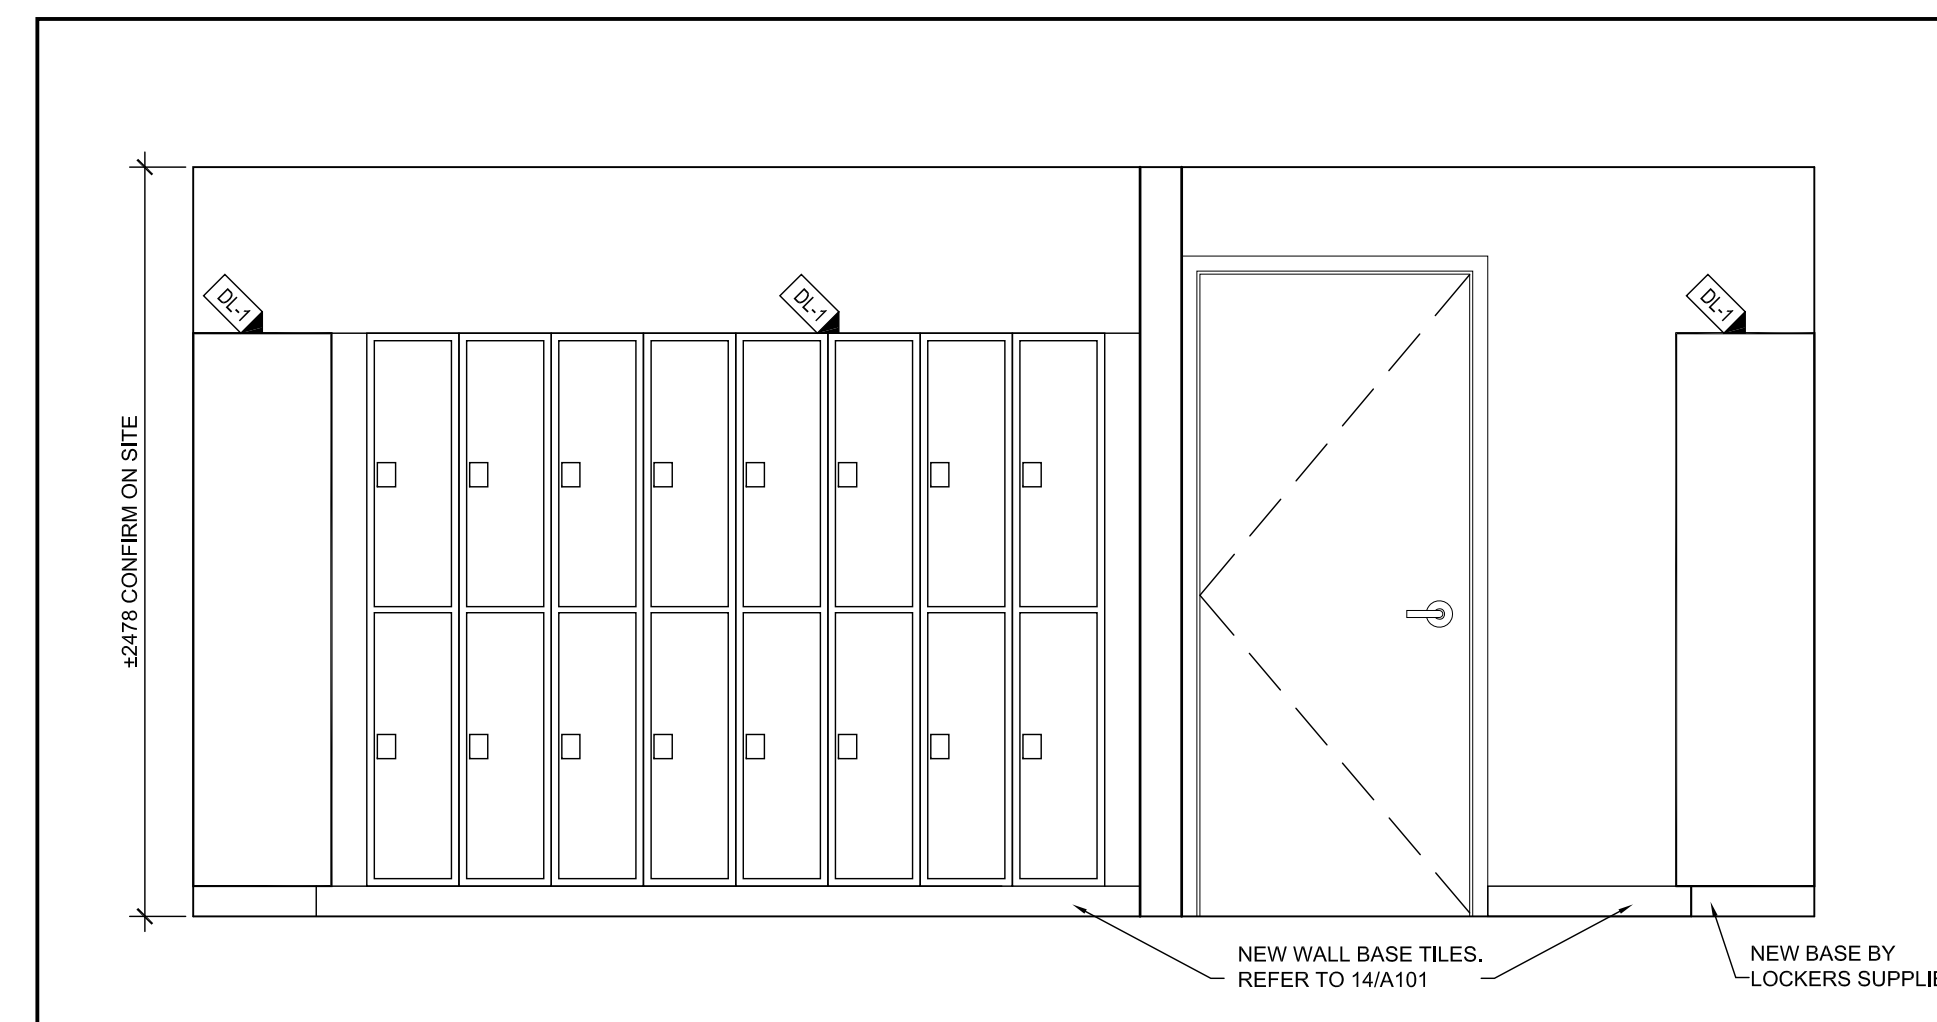 DL-1
DL-1
DL-1
±2478 CONFIRM ON SITE
NEW WALL BASE TILES.
REFER TO 14/A101
NEW BASE BY
LOCKERS